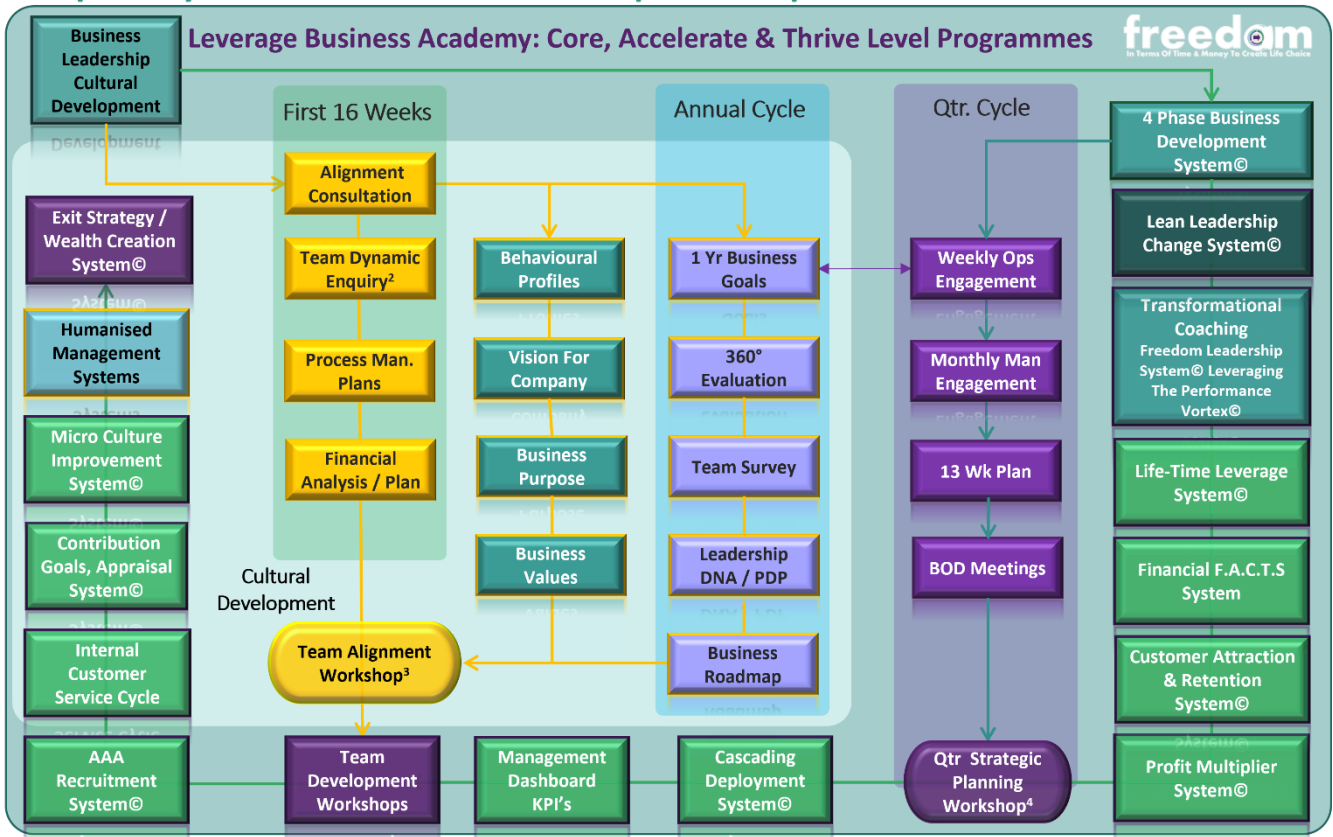 Leverage Business Academy: Core, Accelerate & Thrive Level Programmes
freedom
In Terms Of Time & Money To Create Life Choice
Business
Leadership
Cultural
Development
First 16 Weeks
Annual Cycle
Qtr. Cycle
4 Phase Business
Development
System©
Alignment
Consultation
Exit Strategy /
Wealth Creation
System©
Team Dynamic
Enquiry²
Behavioural
Profiles
1 Yr Business
Goals
Weekly Ops
Engagement
Lean Leadership
Change System©
Humanised
Management
Systems
Process Man.
Plans
Vision For
Company
360°
Evaluation
Monthly Man
Engagement
Transformational
Coaching
Freedom Leadership
System© Leveraging
The Performance
Vortex©
Micro Culture
Improvement
System©
Financial
Analysis / Plan
Business
Purpose
Team Survey
13 Wk Plan
Life-Time Leverage
System©
Contribution
Goals, Appraisal
System©
Cultural
Development
Business
Values
Leadership
DNA / PDP
BOD Meetings
Financial F.A.C.T.S
System
Internal
Customer
Service Cycle
Team Alignment
Workshop³
Business
Roadmap
Customer Attraction
& Retention
System©
AAA
Recruitment
System©
Team
Development
Workshops
Management
Dashboard
KPI's
Cascading
Deployment
System©
Qtr Strategic
Planning
Workshop⁴
Profit Multiplier
System©